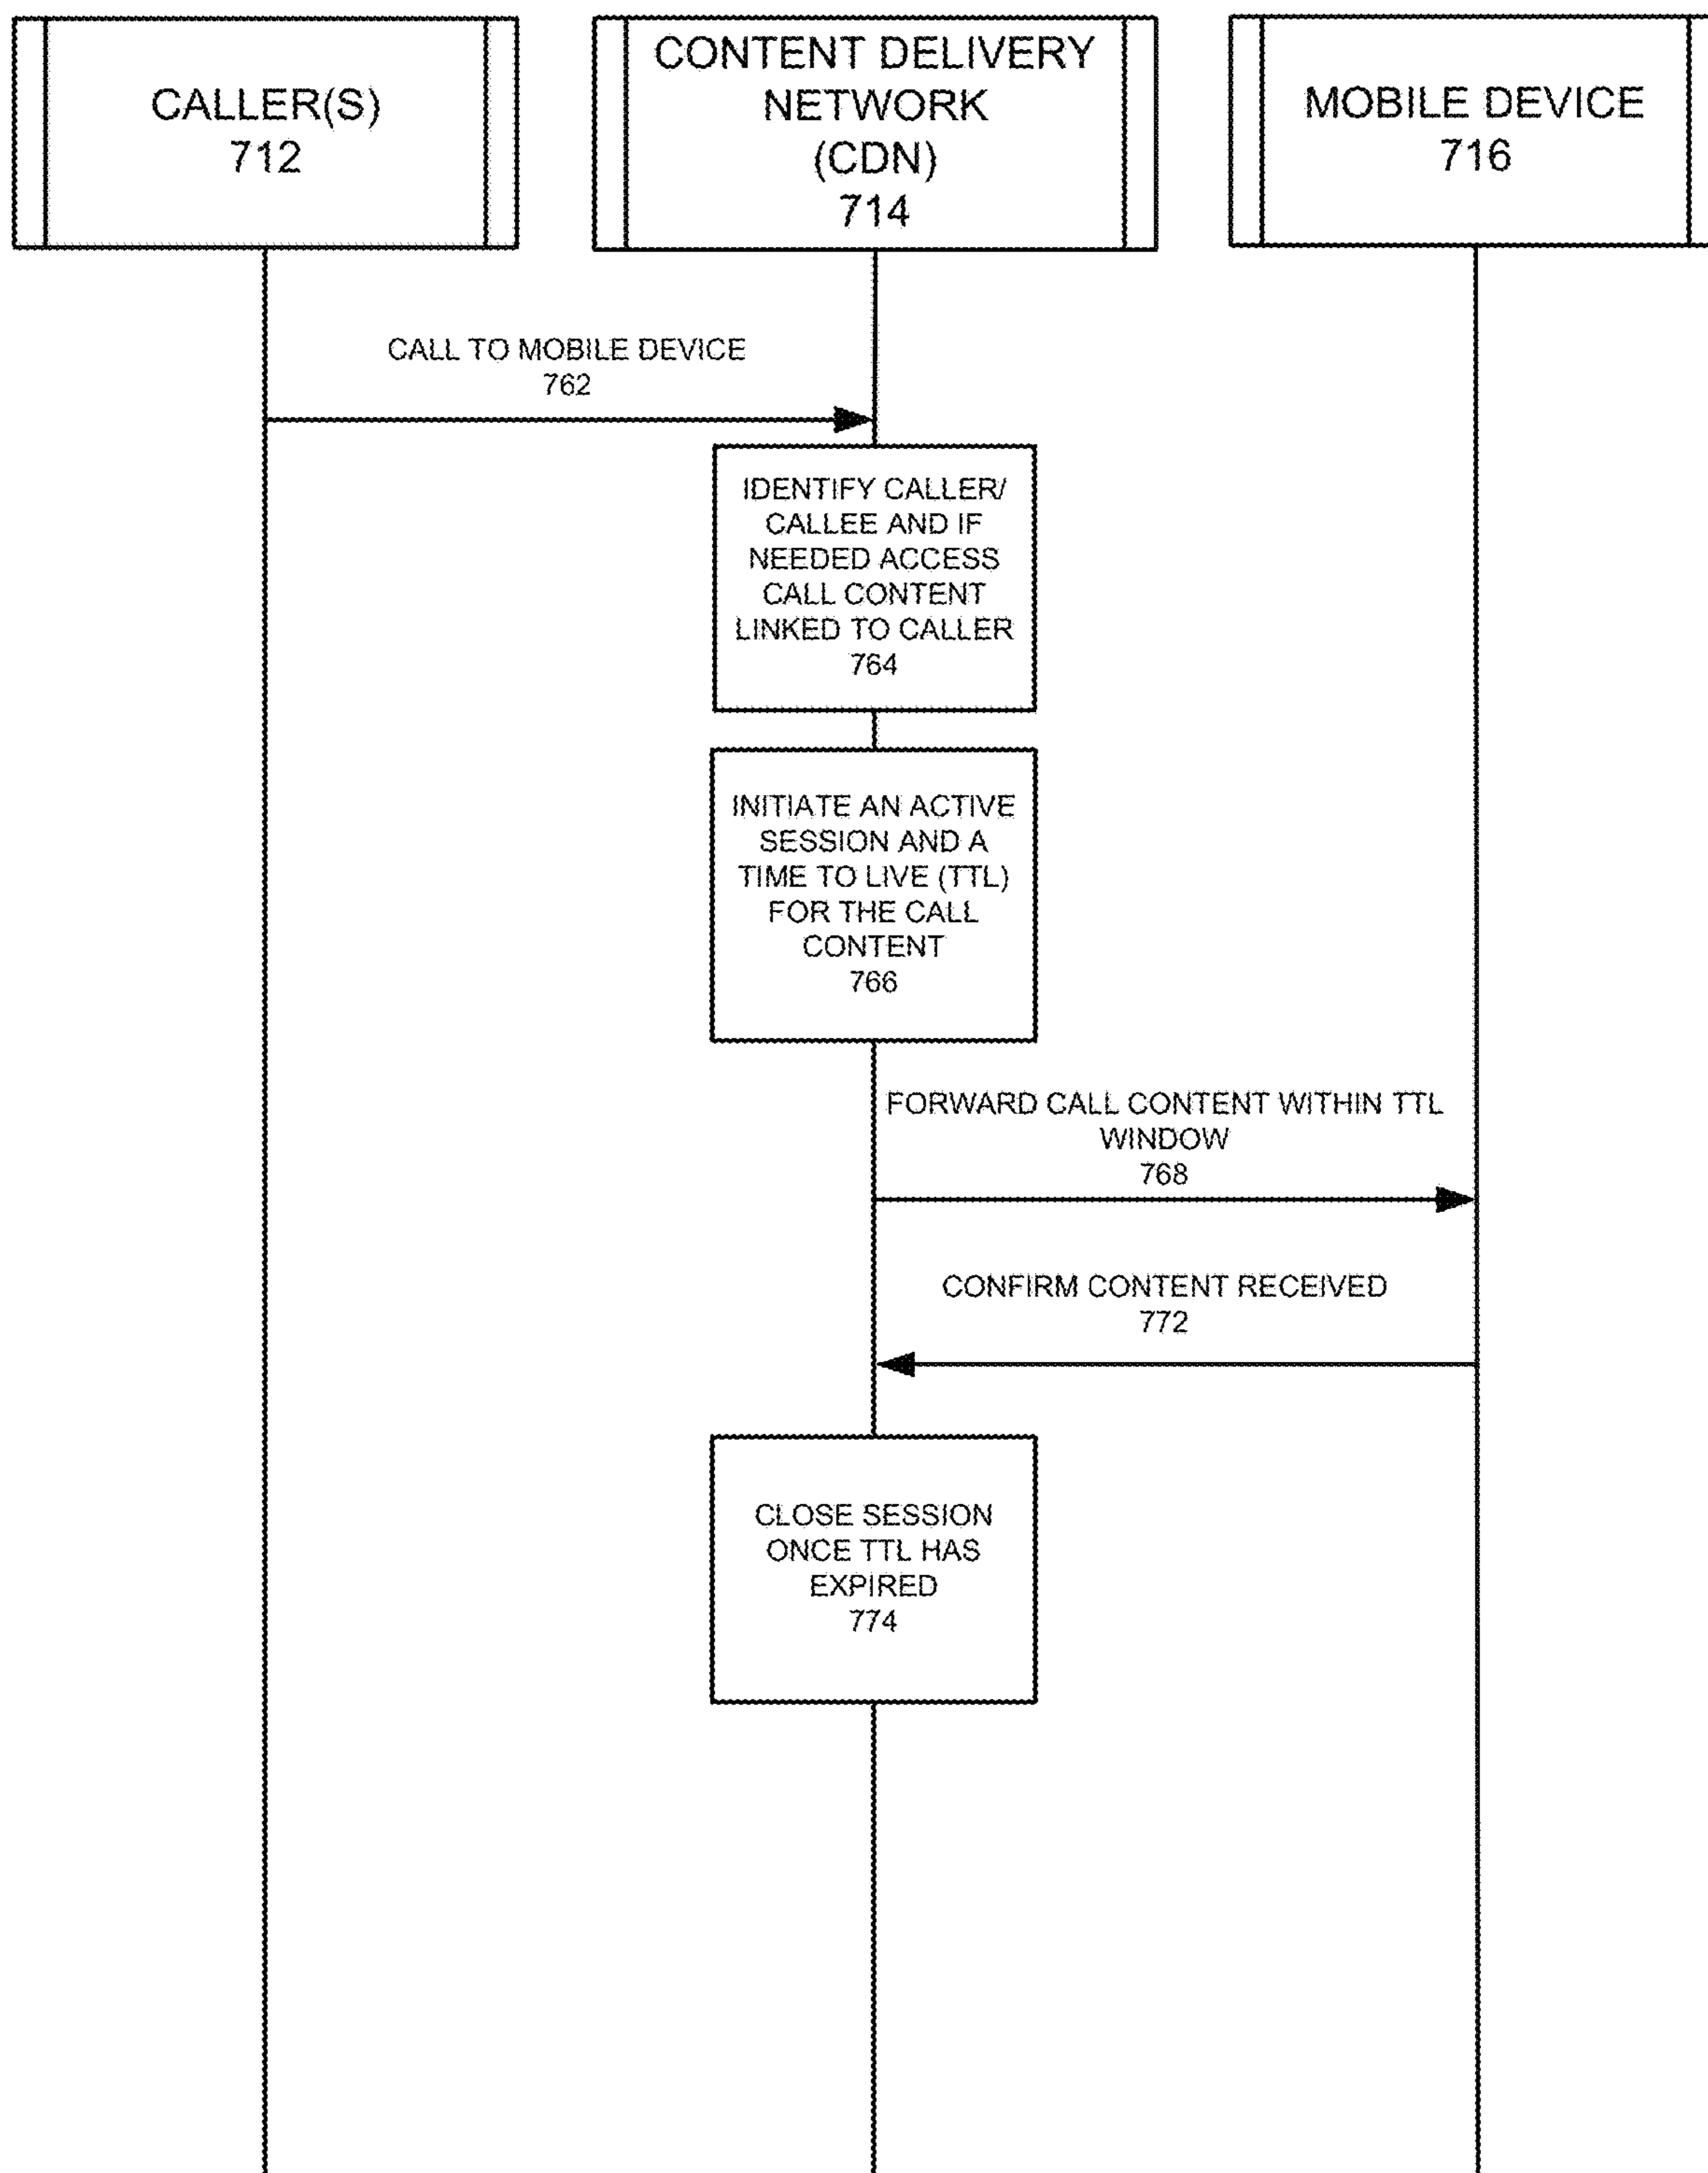 CALLER(S)
712
CONTENT DELIVERY
NETWORK
(CDN)
714
MOBILE DEVICE
716
CALL TO MOBILE DEVICE
762
IDENTIFY CALLER/
CALLEE AND IF
NEEDED ACCESS
CALL CONTENT
LINKED TO CALLER
764
INITIATE AN ACTIVE
SESSION AND A
TIME TO LIVE (TTL)
FOR THE CALL
CONTENT
766
FORWARD CALL CONTENT WITHIN TTL
WINDOW
768
CONFIRM CONTENT RECEIVED
772
CLOSE SESSION
ONCE TTL HAS
EXPIRED
774